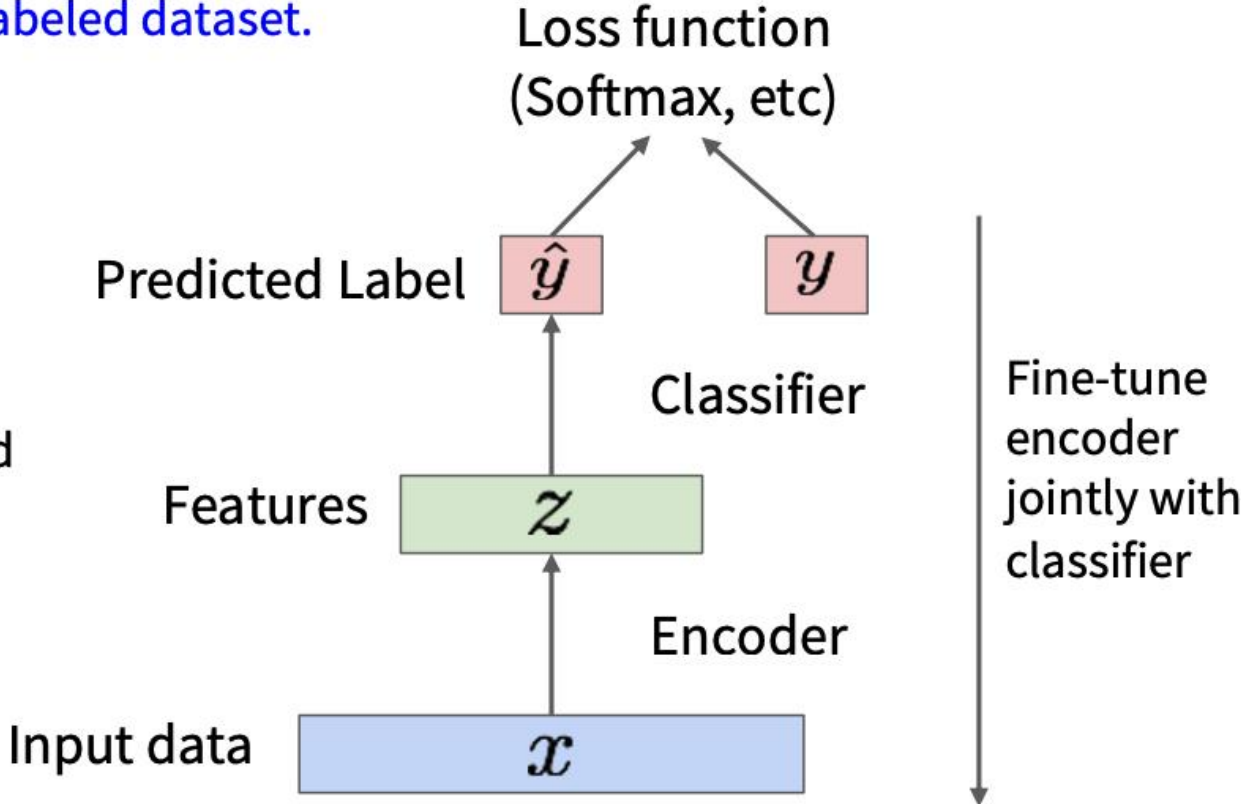 abeled dataset.
Loss function
(Softmax, etc)
Predicted Label
ŷ
y
Classifier
Fine-tune
encoder
jointly with
classifier
d
Features
z
Encoder
Input data
x